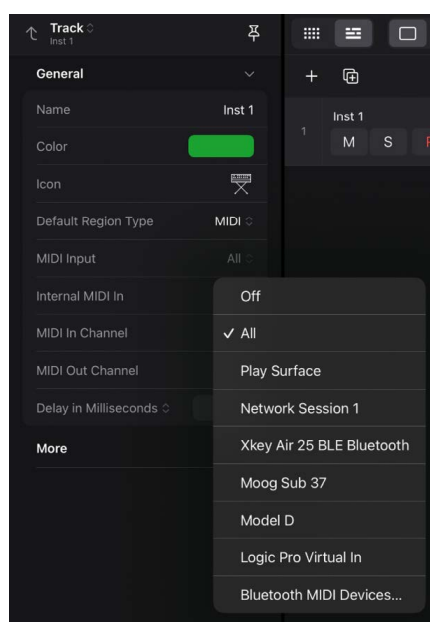 Track
Inst 1
General
Name
Inst 1
Color
Icon
Default Region Type
MIDI
MIDI Input
All
Internal MIDI In
MIDI In Channel
MIDI Out Channel
Delay in Milliseconds
More
Off
✓ All
Play Surface
Network Session 1
Xkey Air 25 BLE Bluetooth
Moog Sub 37
Model D
Logic Pro Virtual In
Bluetooth MIDI Devices...
1
Inst 1
M
S